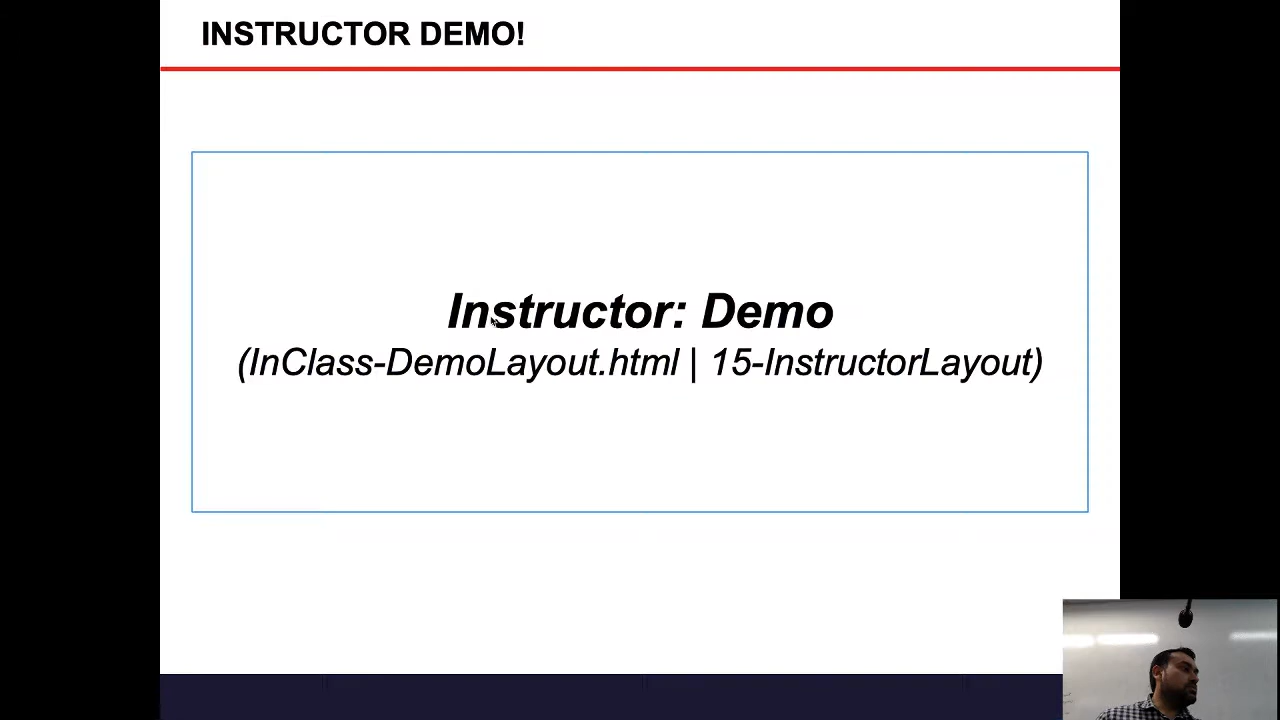 INSTRUCTOR DEMO!
Instructor: Demo
(InClass-DemoLayout.html | 15-InstructorLayout)